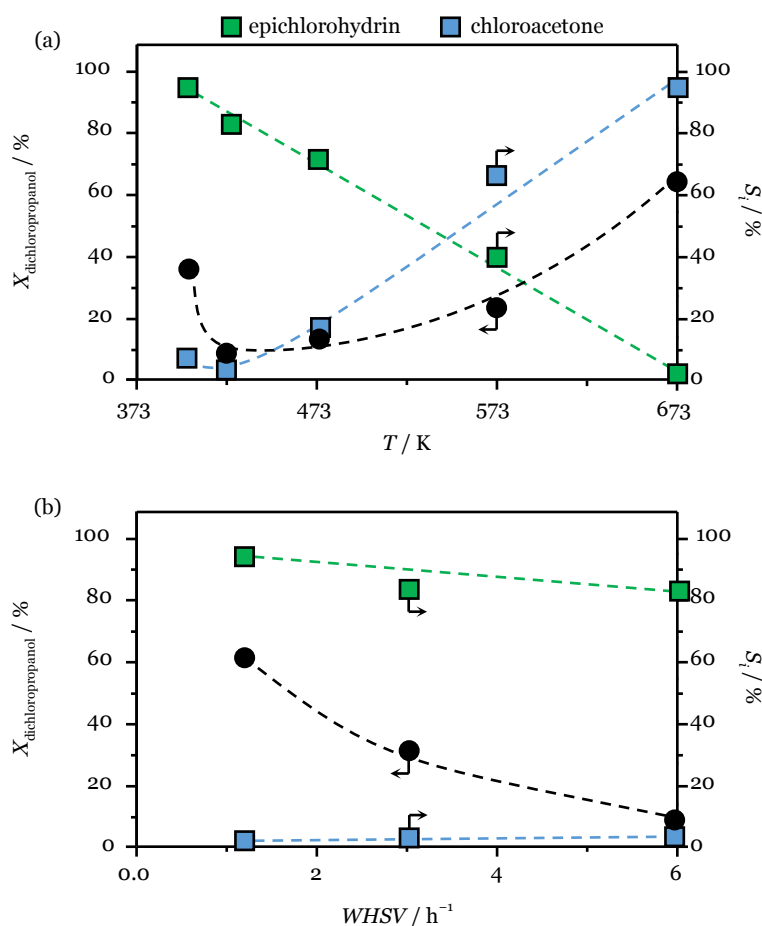 epichlorohydrin chloroacetone
(a)
100 100
80 80
60 60
40 40
20 20
0 0
X_dichloropropanol / %
S_i / %
373 473 573 673
T / K
(b)
100 100
80 80
60 60
40 40
20 20
0 0
X_dichloropropanol / %
S_i / %
0.0 2 4 6
WHSV / h⁻¹